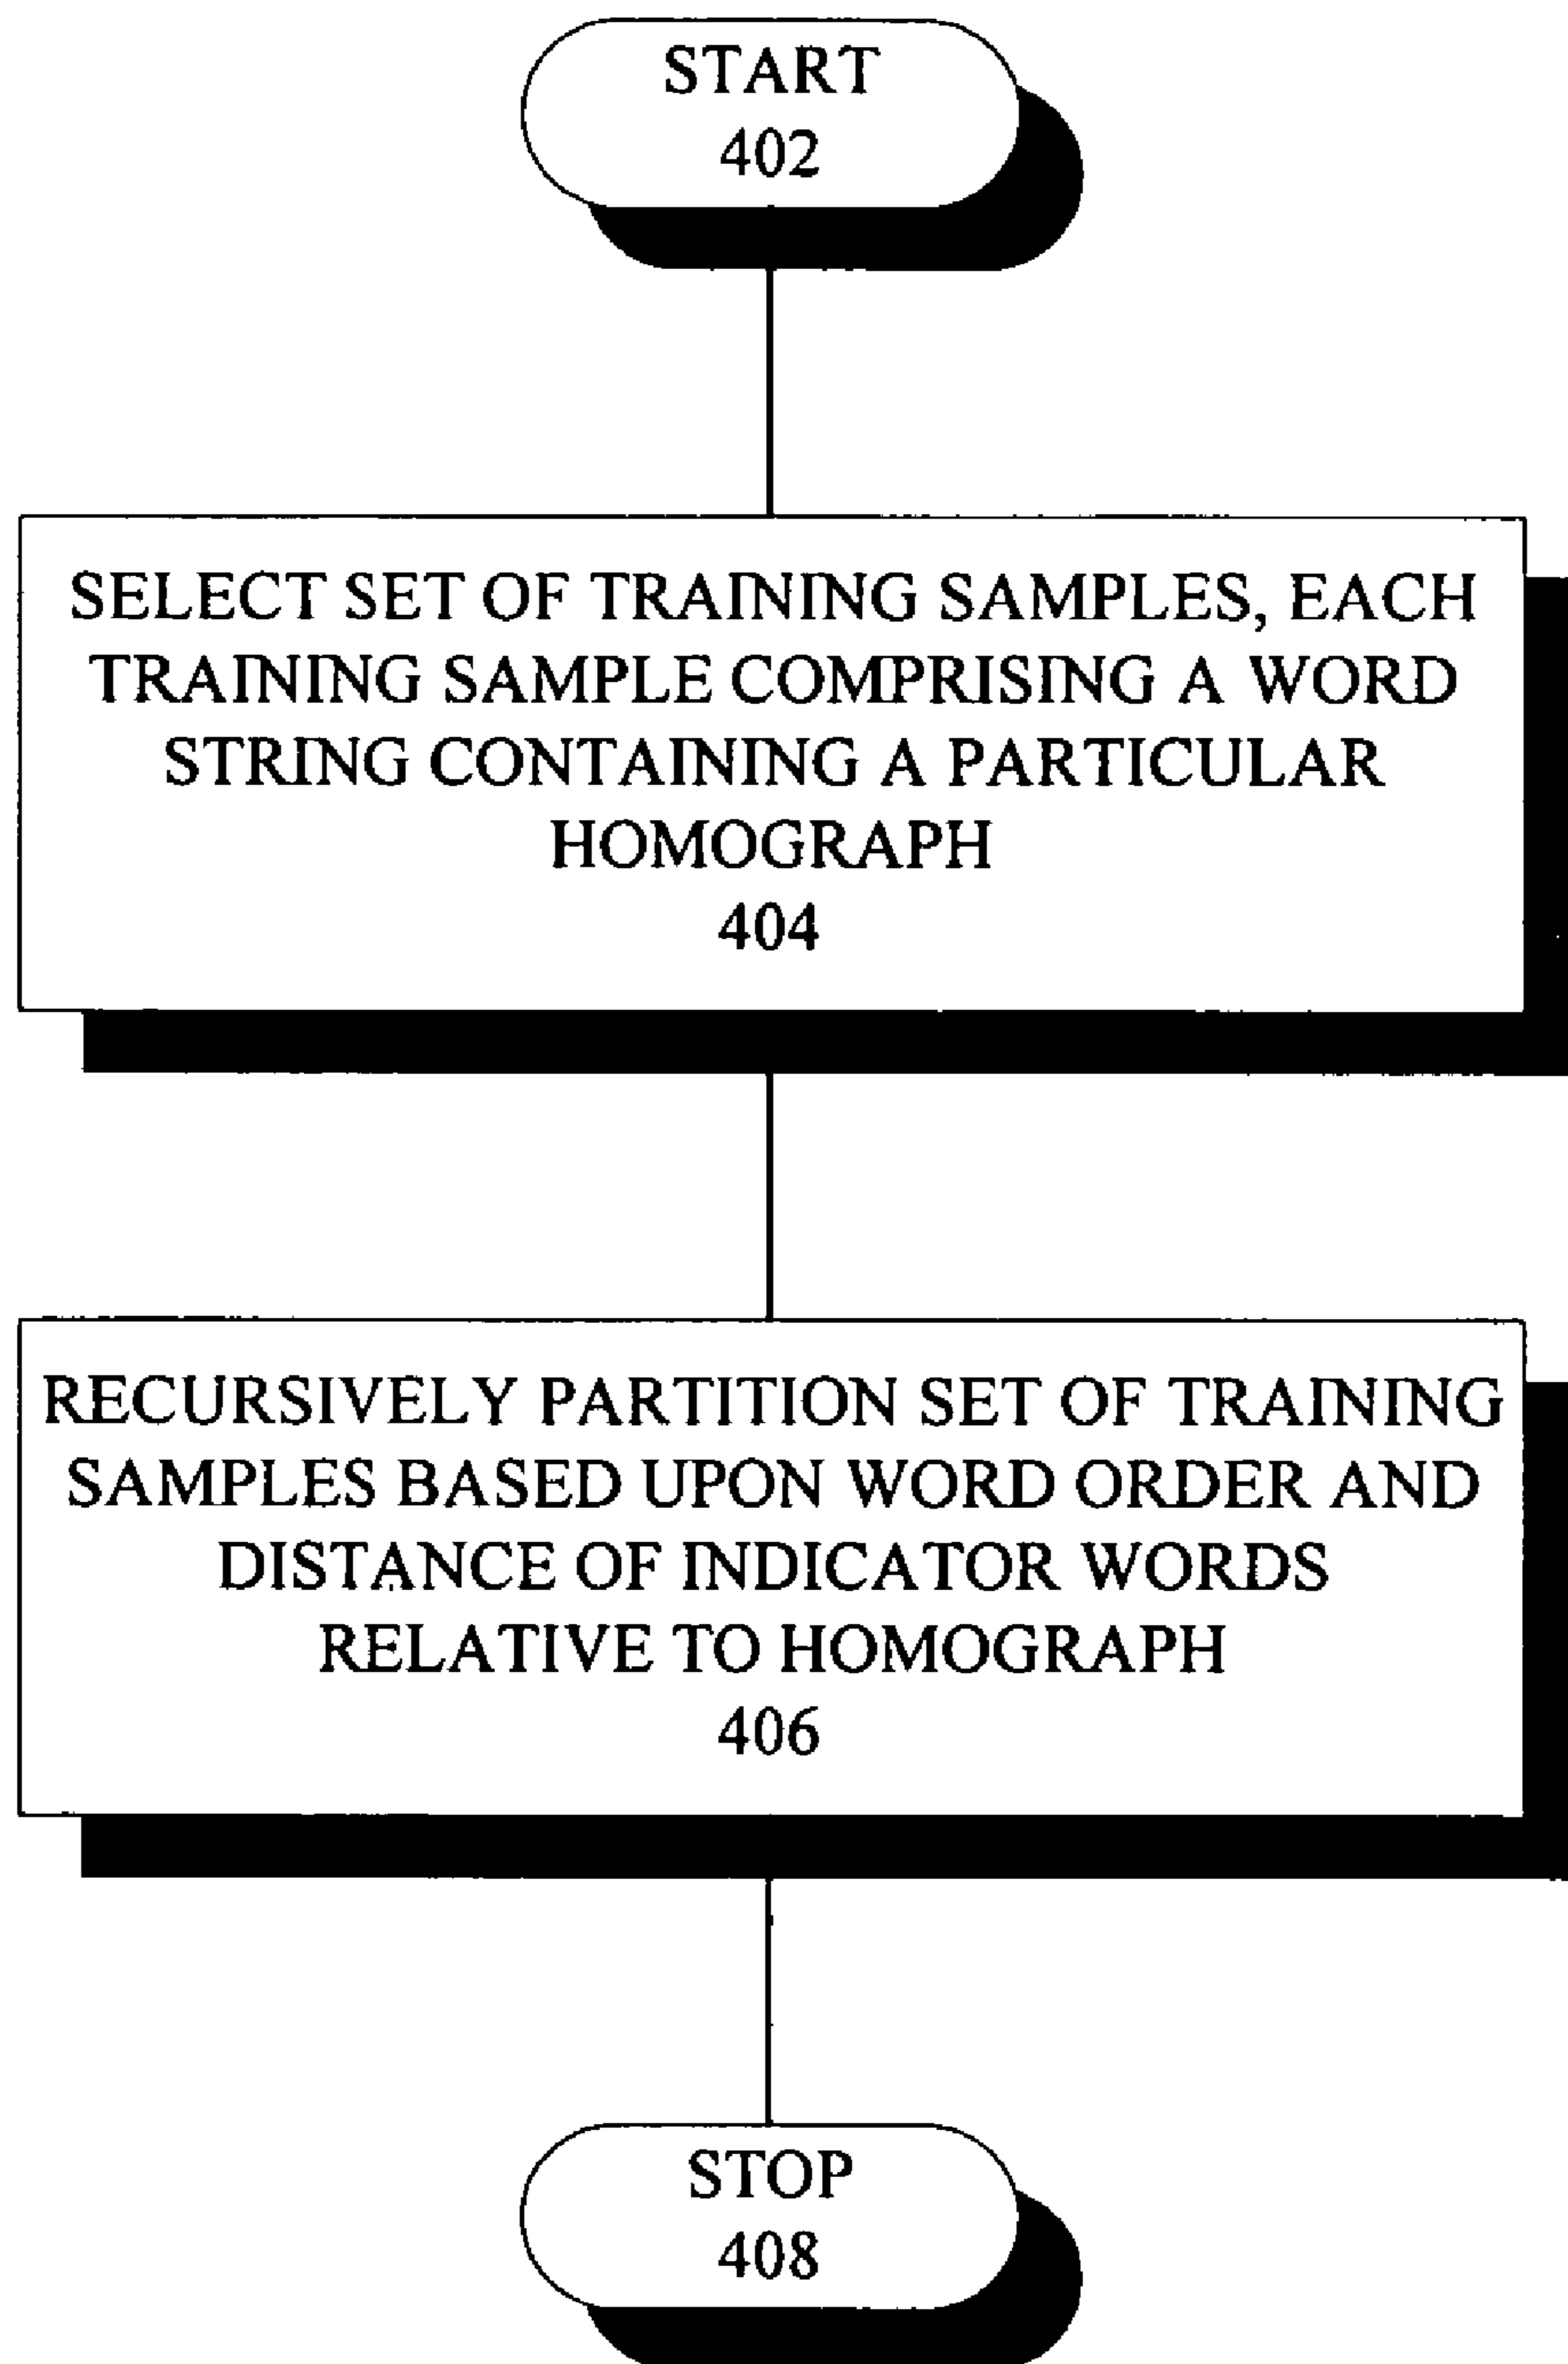 START
402
SELECT SET OF TRAINING SAMPLES, EACH
TRAINING SAMPLE COMPRISING A WORD
STRING CONTAINING A PARTICULAR
HOMOGRAPH
404
RECURSIVELY PARTITION SET OF TRAINING
SAMPLES BASED UPON WORD ORDER AND
DISTANCE OF INDICATOR WORDS
RELATIVE TO HOMOGRAPH
406
STOP
408